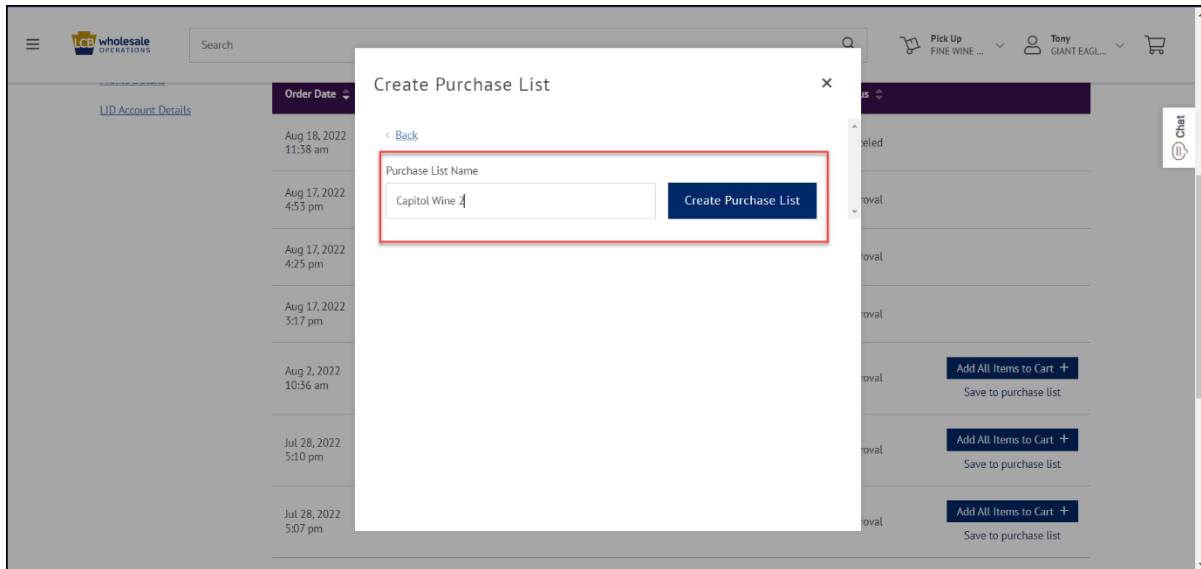 LCB wholesale
OPERATIONS
Search
Pick Up
FINE WINE ...
Tony
GIANT EAGL...
LID Account Details
Order Date
Create Purchase List
Back
Purchase List Name
Capitol Wine 2
Create Purchase List
Chat
Aug 18, 2022
11:38 am
Aug 17, 2022
4:53 pm
roval
Aug 17, 2022
4:25 pm
roval
Aug 17, 2022
3:17 pm
roval
Aug 2, 2022
10:36 am
roval
Add All Items to Cart +
Save to purchase list
Jul 28, 2022
5:10 pm
roval
Add All Items to Cart +
Save to purchase list
Jul 28, 2022
5:07 pm
roval
Add All Items to Cart +
Save to purchase list